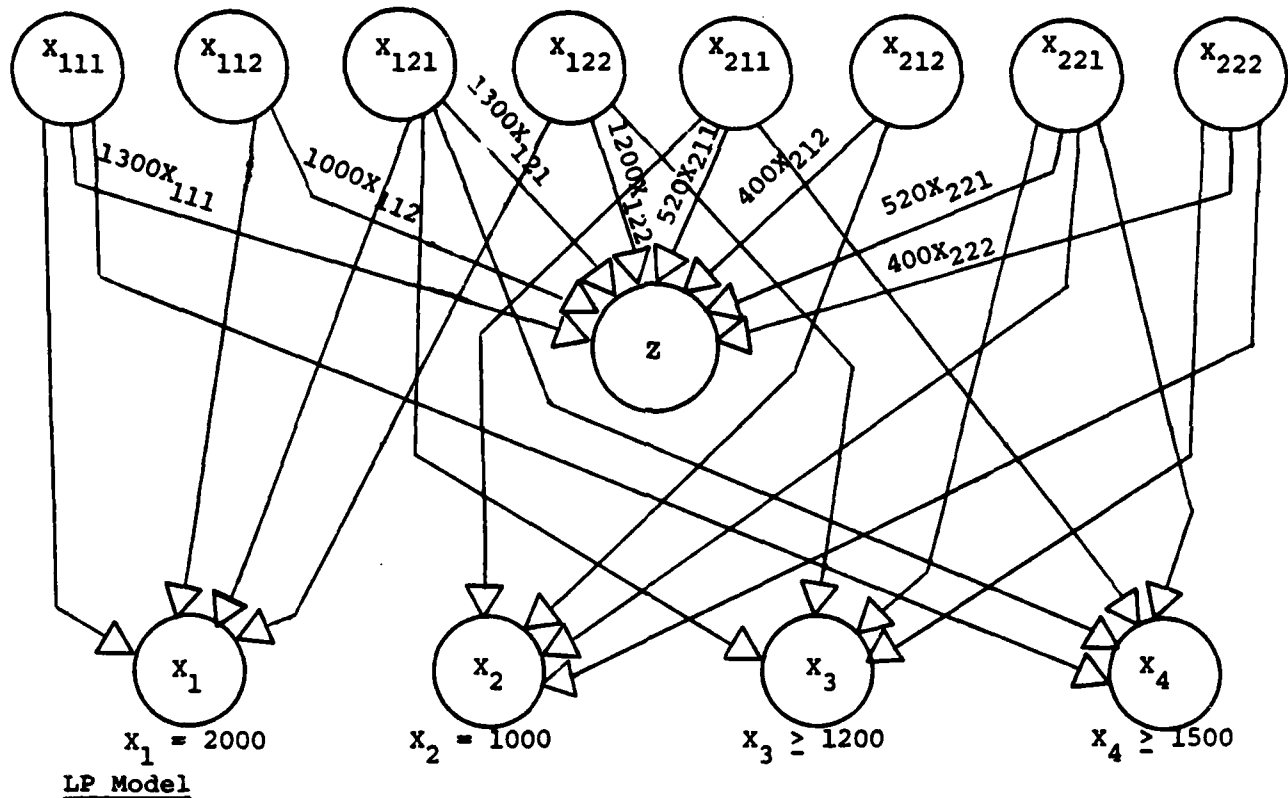 X111 X112 X121 X122 X211 X212 X221 X222
1300X111
1000X112
1300X121
1200X122
520X211
400X212
520X221
400X222
Z
X1 X2 X3 X4
X1 = 2000 X2 = 1000 X3 ≥ 1200 X4 ≥ 1500
LP Model